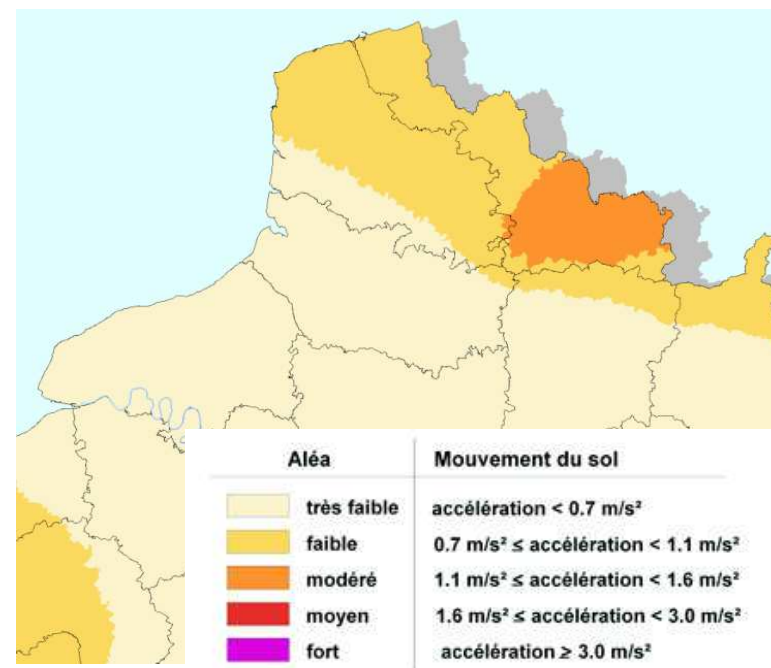 Aléa Mouvement du sol
très faible accélération < 0.7 m/s²
faible 0.7 m/s² ≤ accélération < 1.1 m/s²
modéré 1.1 m/s² ≤ accélération < 1.6 m/s²
moyen 1.6 m/s² ≤ accélération < 3.0 m/s²
fort accélération ≥ 3.0 m/s²